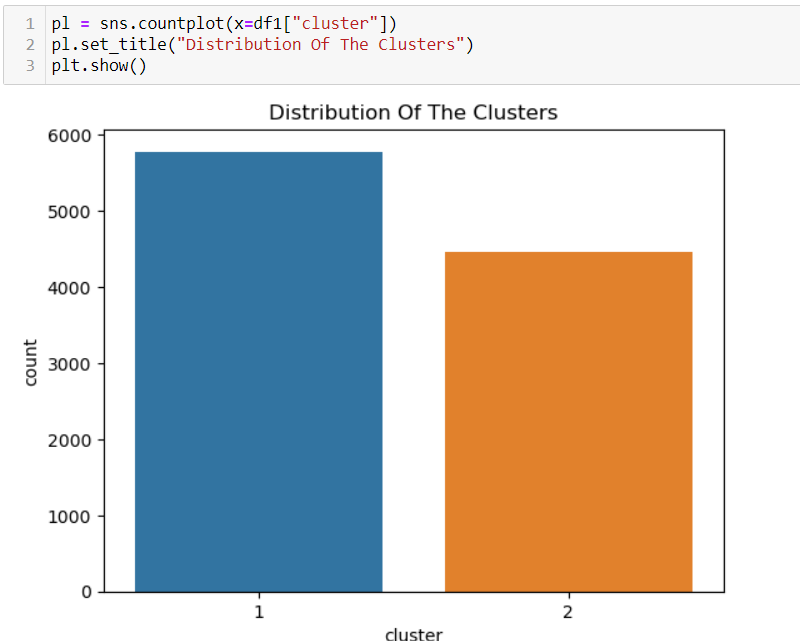 1 pl = sns.countplot(x=df1["cluster"])
2 pl.set_title("Distribution Of The Clusters")
3 plt.show()
Distribution Of The Clusters
6000
5000
4000
3000
2000
1000
0
count
1 2
cluster